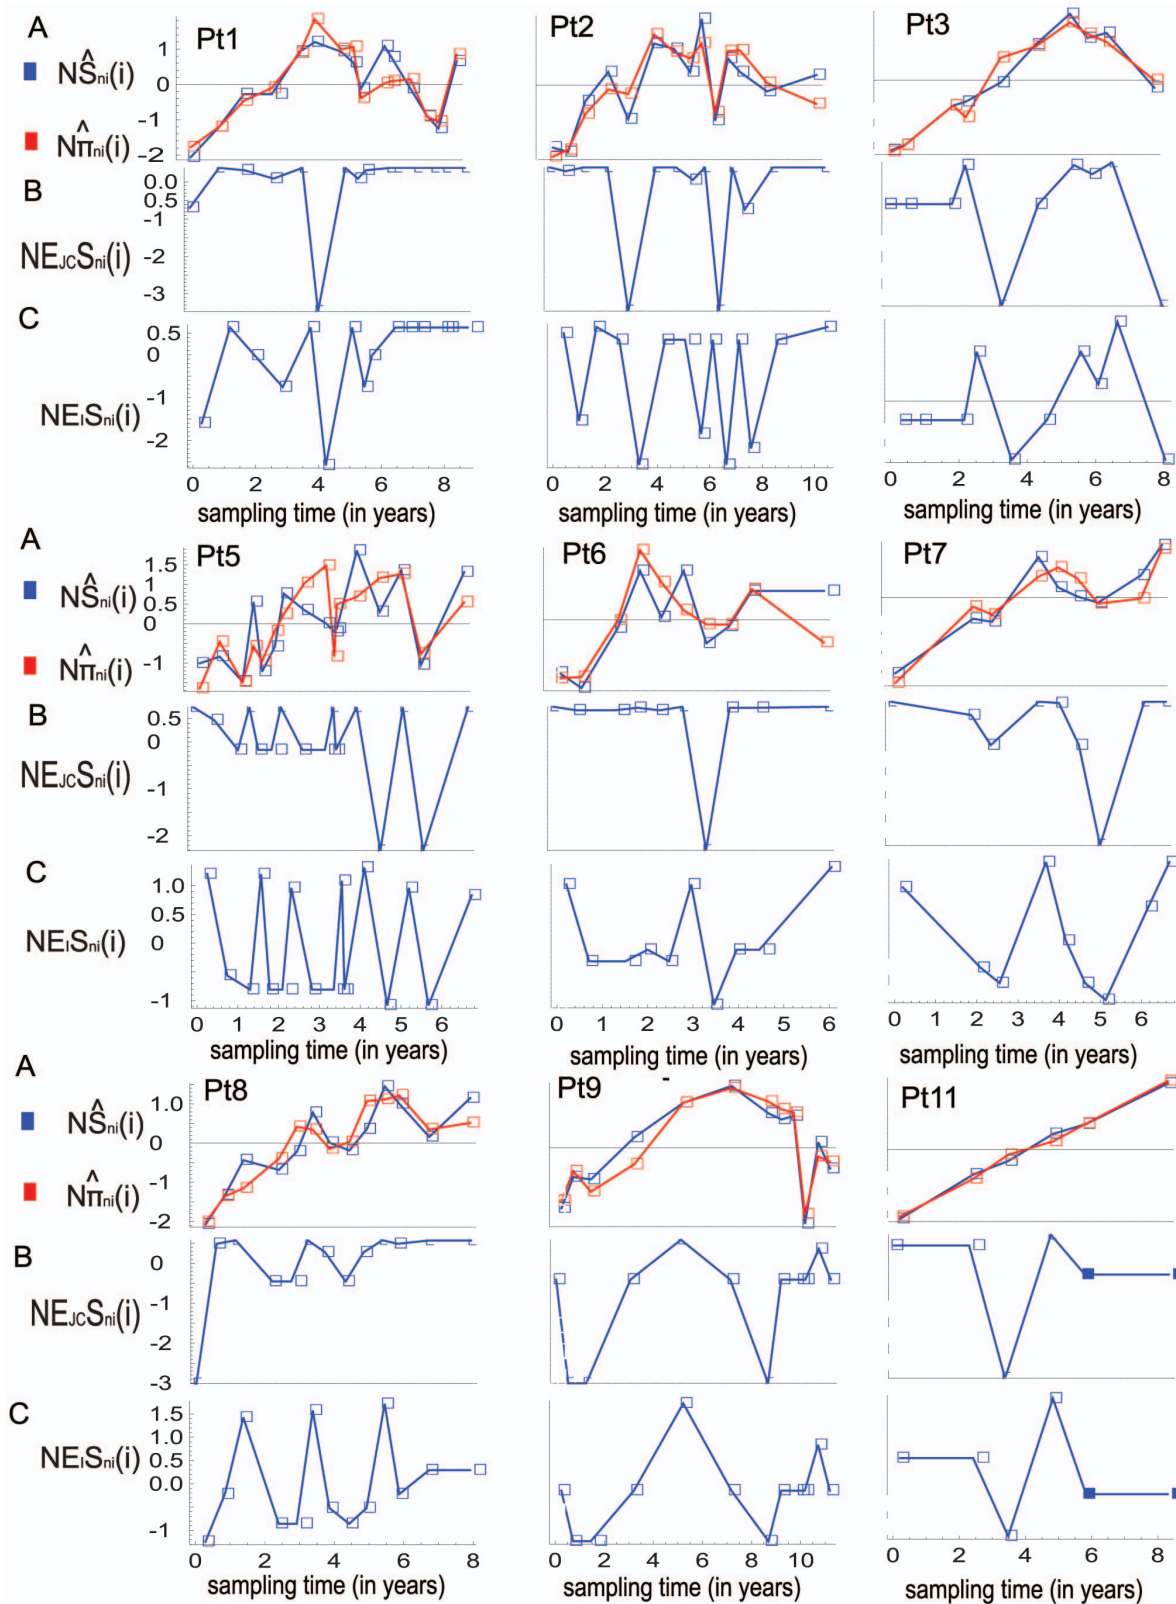 A
Pt1
Pt2
Pt3
NŜni(i)
Nπ̂ni(i)
1
0
-1
-2
B
NEJCSni(i)
0.0
0.5
-1
-2
-3
C
NEISni(i)
0.5
0
-1
-2
0 2 4 6 8
0 2 4 6 8 10
0 2 4 6 8
sampling time (in years)
sampling time (in years)
sampling time (in years)
A
Pt5
Pt6
Pt7
NŜni(i)
Nπ̂ni(i)
1.5
1.0
0.5
0
-1
B
NEJCSni(i)
0.5
0
-1
-2
C
NEISni(i)
1.0
0.5
0
-1
0 1 2 3 4 5 6
0 1 2 3 4 5 6
0 1 2 3 4 5 6
sampling time (in years)
sampling time (in years)
sampling time (in years)
A
Pt8
Pt9
Pt11
NŜni(i)
Nπ̂ni(i)
1.0
0
-1
-2
B
NEJCSni(i)
0
-1
-2
-3
C
NEISni(i)
1.5
1.0
0.5
0.0
-1
0 2 4 6 8
0 2 4 6 8 10
0 2 4 6 8
sampling time (in years)
sampling time (in years)
sampling time (in years)